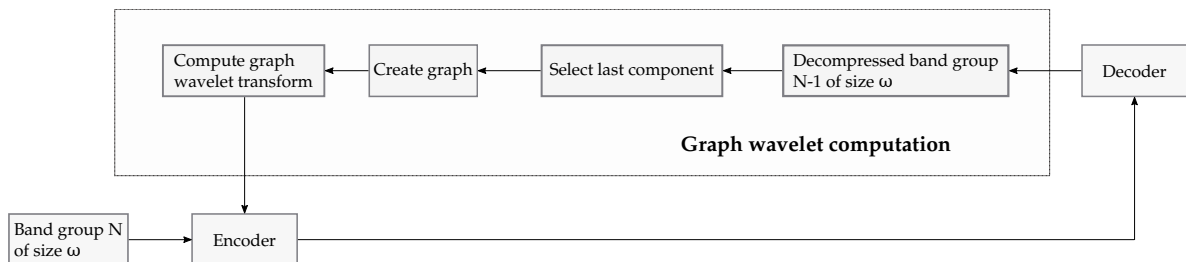 Compute graph
wavelet transform
Create graph
Select last component
Decompressed band group
N-1 of size ω
Decoder
Graph wavelet computation
Band group N
of size ω
Encoder